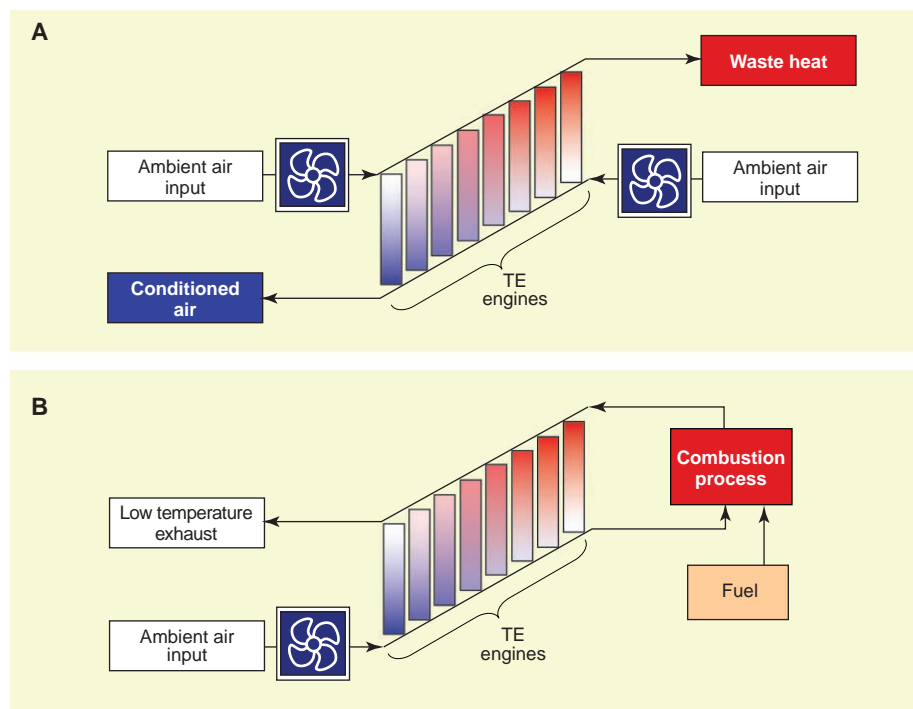 A
Waste heat
Ambient air
input
Ambient air
input
Conditioned
air
TE
engines
B
Combustion
process
Low temperature
exhaust
Fuel
Ambient air
input
TE
engines